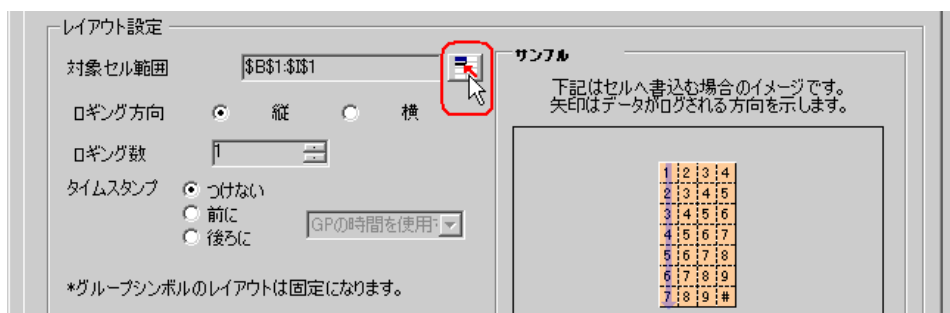 レイアウト設定
対象セル範囲 $B$1:$I$1
ロギング方向 縦 横
ロギング数 1
タイムスタンプ つけない
前に
後ろに
GPの時間を使用
*グループシンボルのレイアウトは固定になります。
サンプル
下記はセルへ書込む場合のイメージです。
矢印はデータがログされる方向を示します。
1 2 3 4
2 3 4 5
3 4 5 6
4 5 6 7
5 6 7 8
6 7 8 9
7 8 9 #